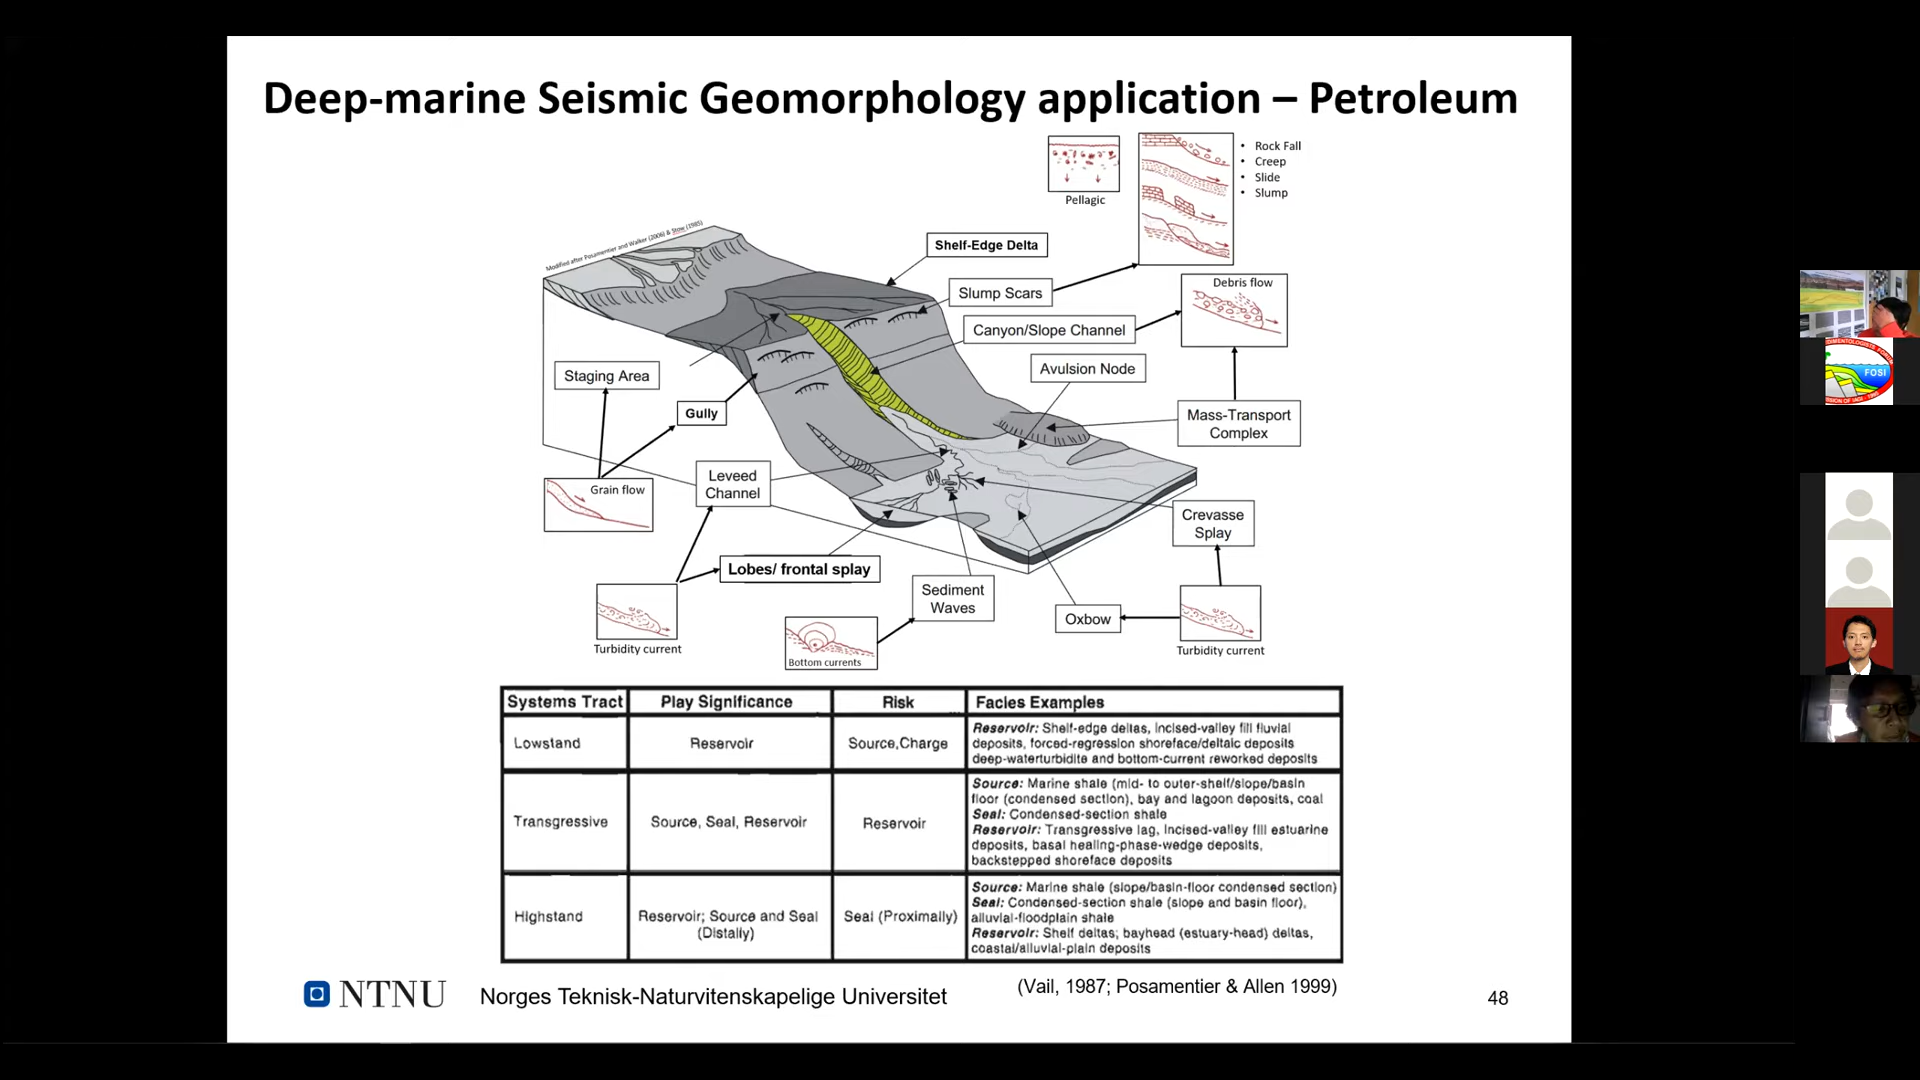 Deep-marine Seismic Geomorphology application – Petroleum
Pellagic
• Rock Fall
• Creep
• Slide
• Slump
Modified after Posamentier and Walker (2006) & Stow (1985)
Shelf-Edge Delta
Slump Scars
Debris flow
Canyon/Slope Channel
Avulsion Node
Staging Area
Gully
Mass-Transport
Complex
Leveed
Channel
Grain flow
Crevasse
Splay
Lobes/ frontal splay
Sediment
Waves
Oxbow
Turbidity current
Bottom currents
Turbidity current
Systems Tract
Play Significance
Risk
Facies Examples
Lowstand
Reservoir
Source,Charge
Reservoir: Shelf-edge deltas, incised-valley fill fluvial
deposits, forced-regression shoreface/deltaic deposits
deep-waterturbidite and bottom-current reworked deposits
Transgressive
Source, Seal, Reservoir
Reservoir
Source: Marine shale (mid- to outer-shelf/slope/basin
floor (condensed section), bay and lagoon deposits, coal
Seal: Condensed-section shale
Reservoir: Transgressive lag, incised-valley fill estuarine
deposits, basal healing-phase-wedge deposits,
backstepped shoreface deposits
Highstand
Reservoir; Source and Seal
(Distally)
Seal (Proximally)
Source: Marine shale (slope/basin-floor condensed section)
Seal: Condensed-section shale (slope and basin floor),
alluvial-floodplain shale
Reservoir: Shelf deltas; bayhead (estuary-head) deltas,
coastal/alluvial-plain deposits
NTNU
Norges Teknisk-Naturvitenskapelige Universitet
(Vail, 1987; Posamentier & Allen 1999)
48
FOSI